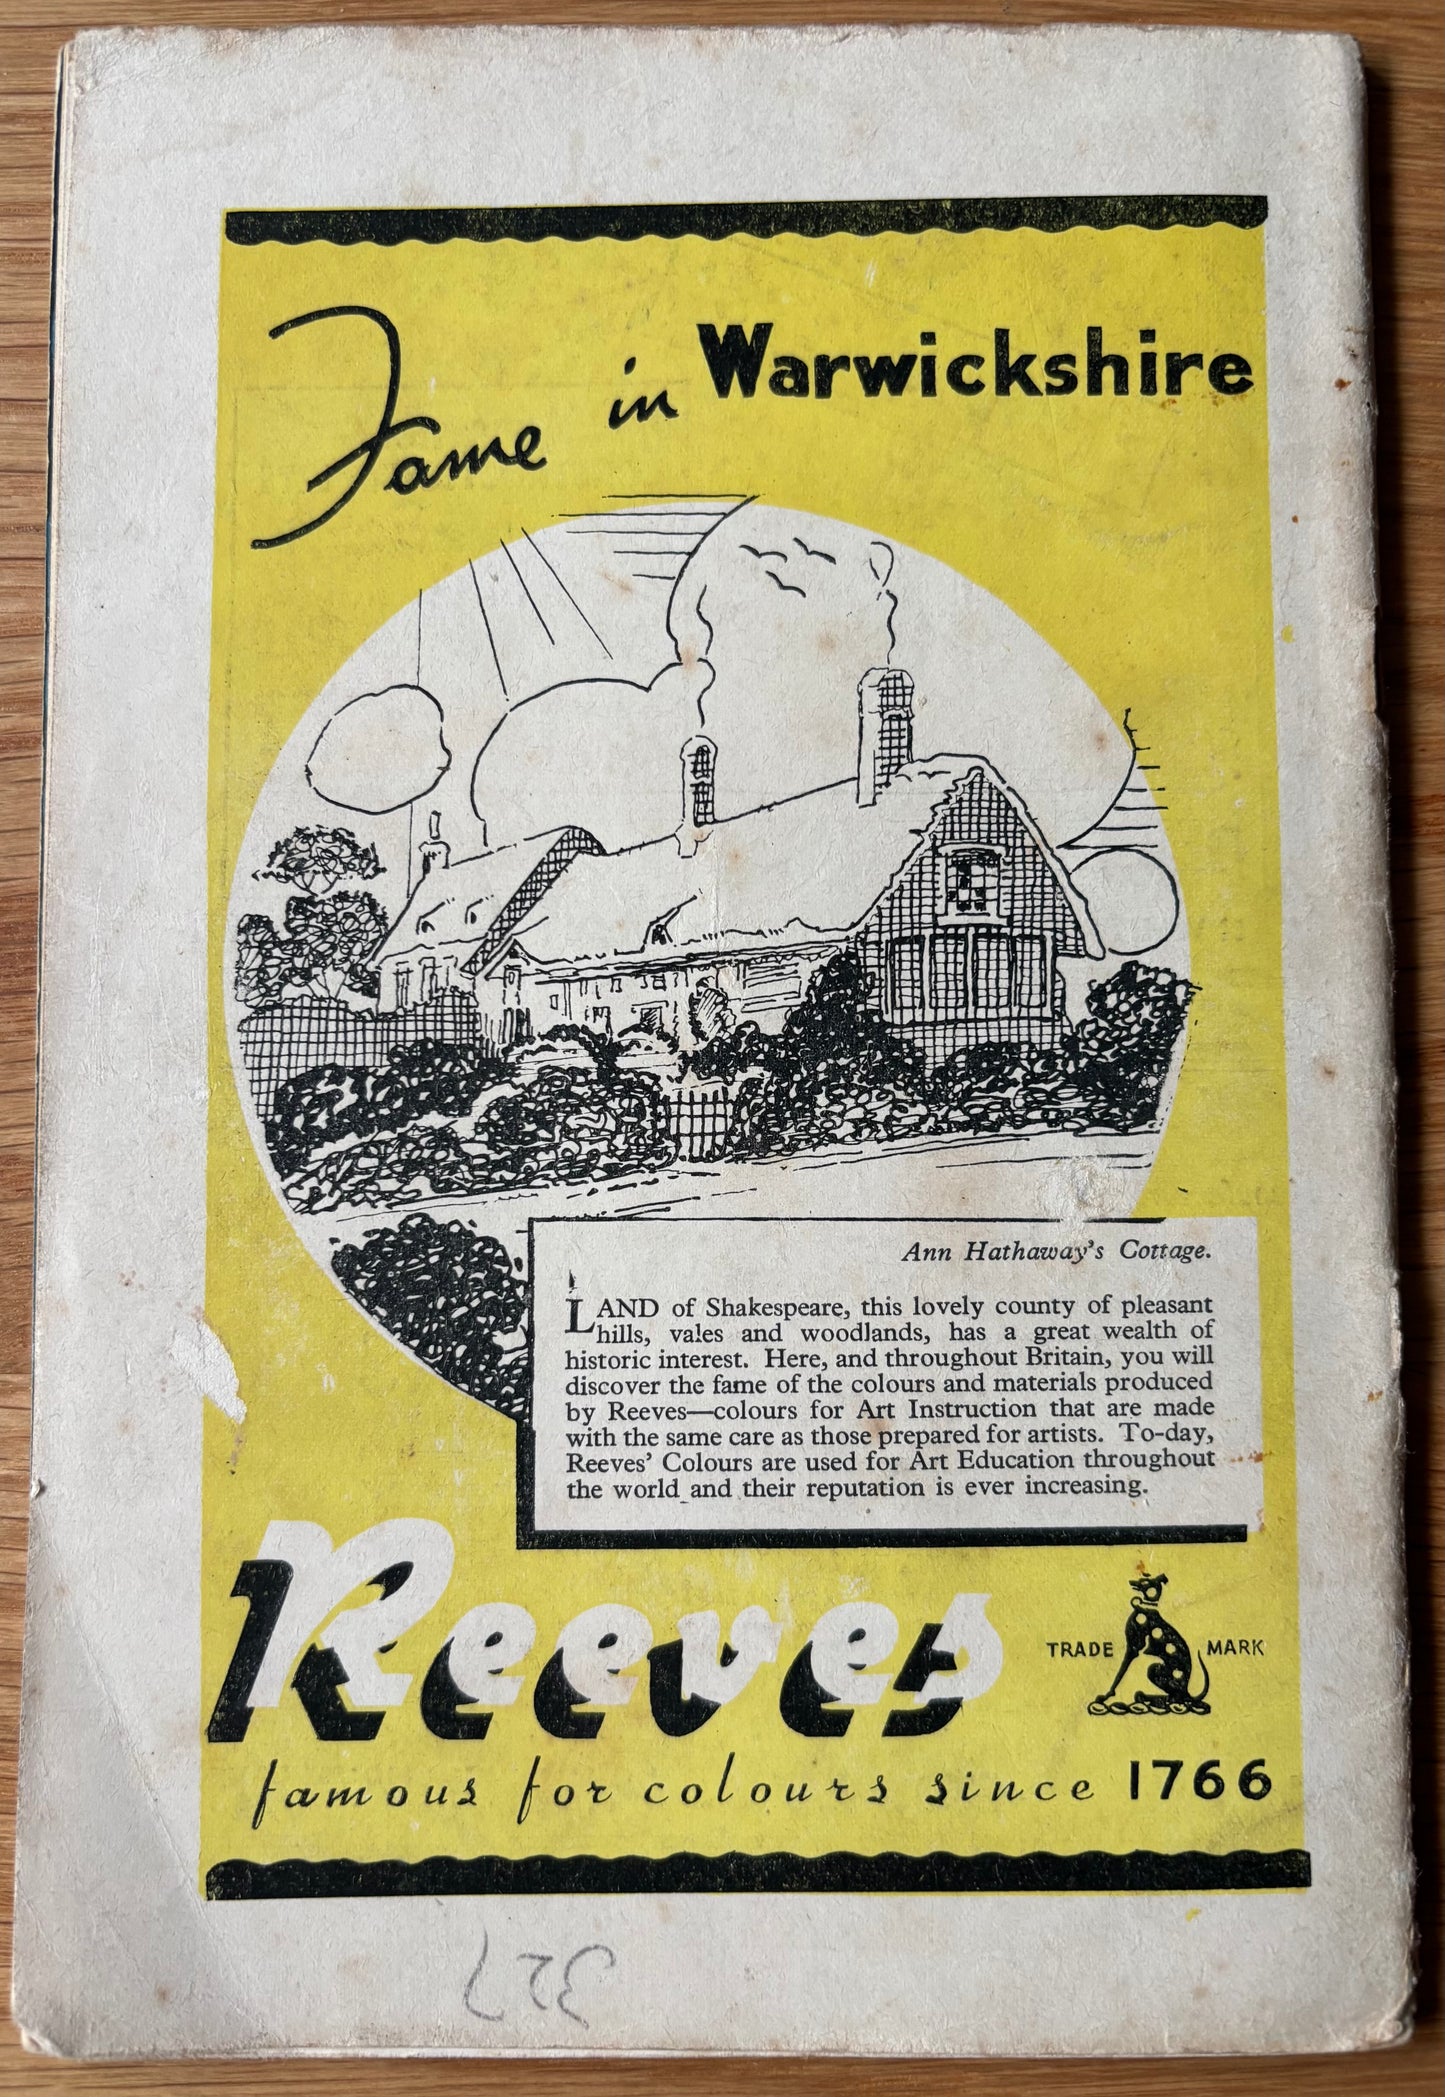 Fame in Warwickshire
Ann Hathaway's Cottage.
LAND of Shakespeare, this lovely county of pleasant
hills, vales and woodlands, has a great wealth of
historic interest. Here, and throughout Britain, you will
discover the fame of the colours and materials produced
by Reeves—colours for Art Instruction that are made
with the same care as those prepared for artists. To-day,
Reeves' Colours are used for Art Education throughout
the world and their reputation is ever increasing.
Reeves
TRADE MARK
famous for colours since 1766
327